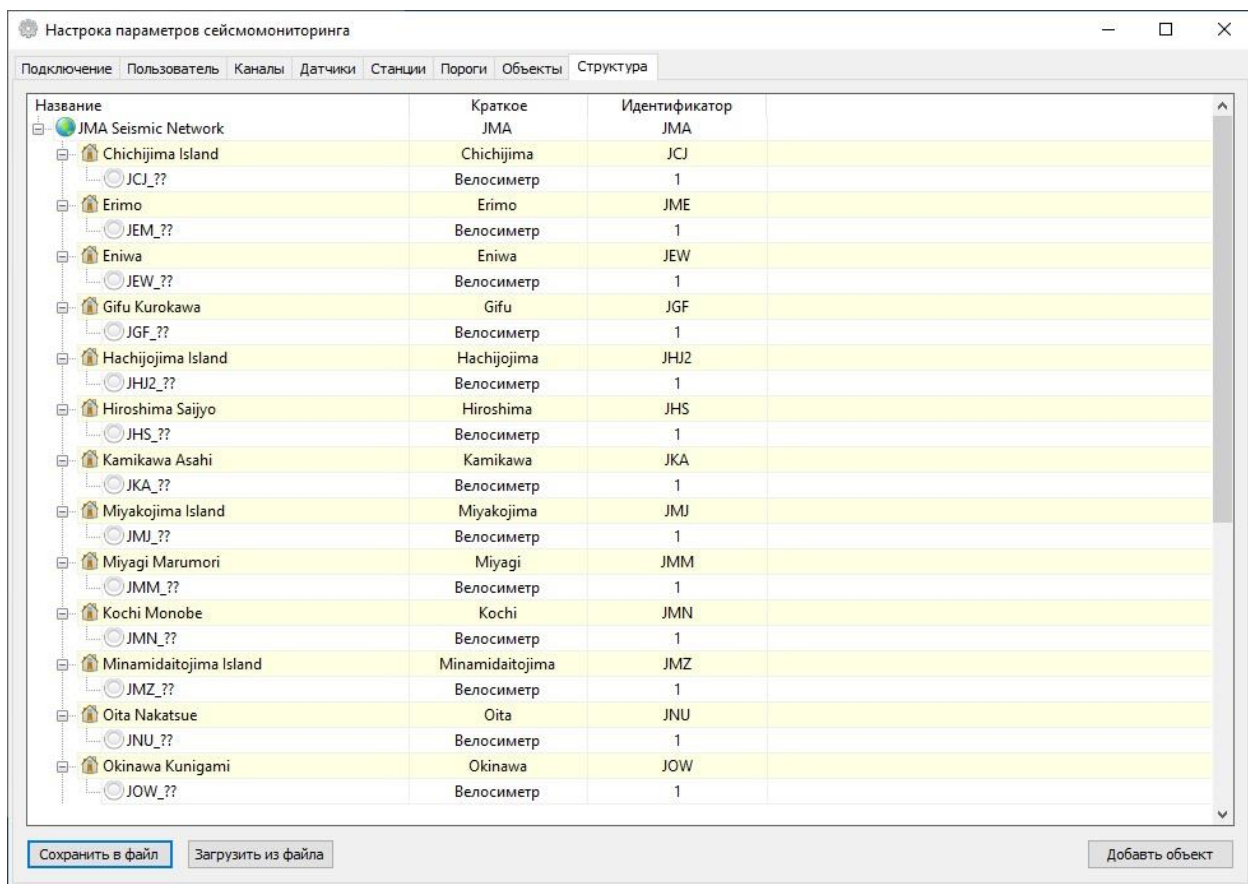 Настрока параметров сейсмомониторинга
Подключение Пользователь Каналы Датчики Станции Пороги Объекты Структура
Название Краткое Идентификатор
JMA Seismic Network JMA JMA
Chichijima Island Chichijima JCJ
JCJ_?? Велосиметр 1
Erimo Erimo JME
JEM_?? Велосиметр 1
Eniwa Eniwa JEW
JEW_?? Велосиметр 1
Gifu Kurokawa Gifu JGF
JGF_?? Велосиметр 1
Hachijojima Island Hachijojima JHJ2
JHJ2_?? Велосиметр 1
Hiroshima Saijyo Hiroshima JHS
JHS_?? Велосиметр 1
Kamikawa Asahi Kamikawa JKA
JKA_?? Велосиметр 1
Miyakojima Island Miyakojima JMJ
JMJ_?? Велосиметр 1
Miyagi Marumori Miyagi JMM
JMM_?? Велосиметр 1
Kochi Monobe Kochi JMN
JMN_?? Велосиметр 1
Minamidaitojima Island Minamidaitojima JMZ
JMZ_?? Велосиметр 1
Oita Nakatsue Oita JNU
JNU_?? Велосиметр 1
Okinawa Kunigami Okinawa JOW
JOW_?? Велосиметр 1
Сохранить в файл Загрузить из файла Добавть объект